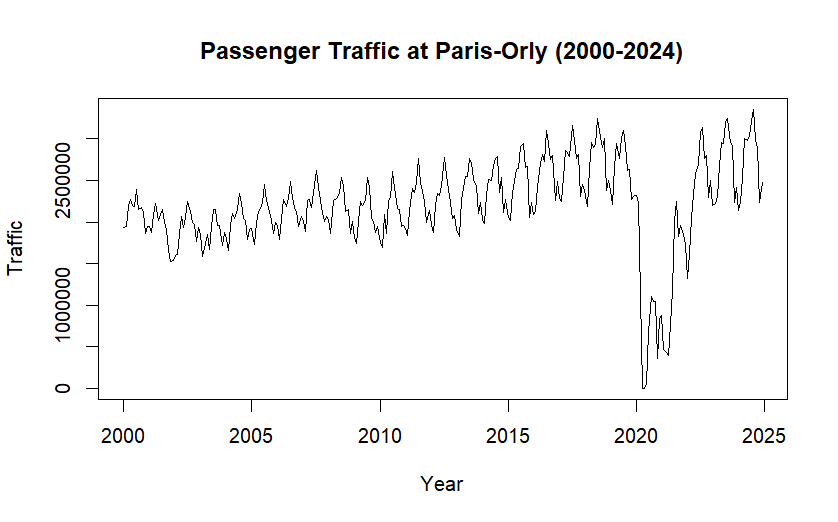 Passenger Traffic at Paris-Orly (2000-2024)
Traffic
2500000
1000000
0
2000 2005 2010 2015 2020 2025
Year